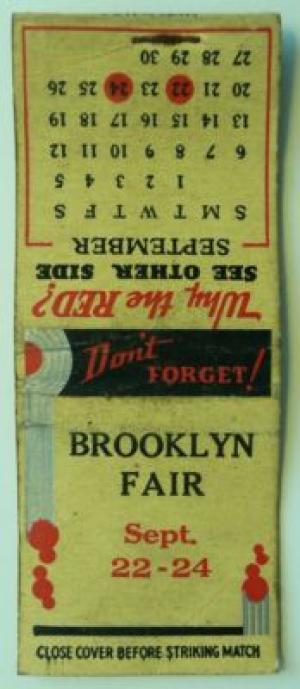 Don't
FORGET!
BROOKLYN
FAIR
Sept.
22-24
CLOSE COVER BEFORE STRIKING MATCH
Why the RED?
SEE OTHER SIDE
SEPTEMBER
S M T W T F S
1 2 3 4 5
6 7 8 9 10 11 12
13 14 15 16 17 18 19
20 21 22 23 24 25 26
27 28 29 30